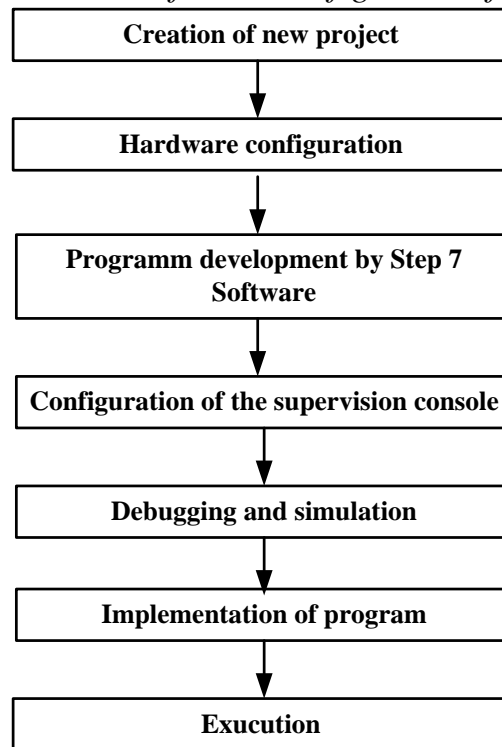 Creation of new project
Hardware configuration
Programm development by Step 7
Software
Configuration of the supervision console
Debugging and simulation
Implementation of program
Exucution